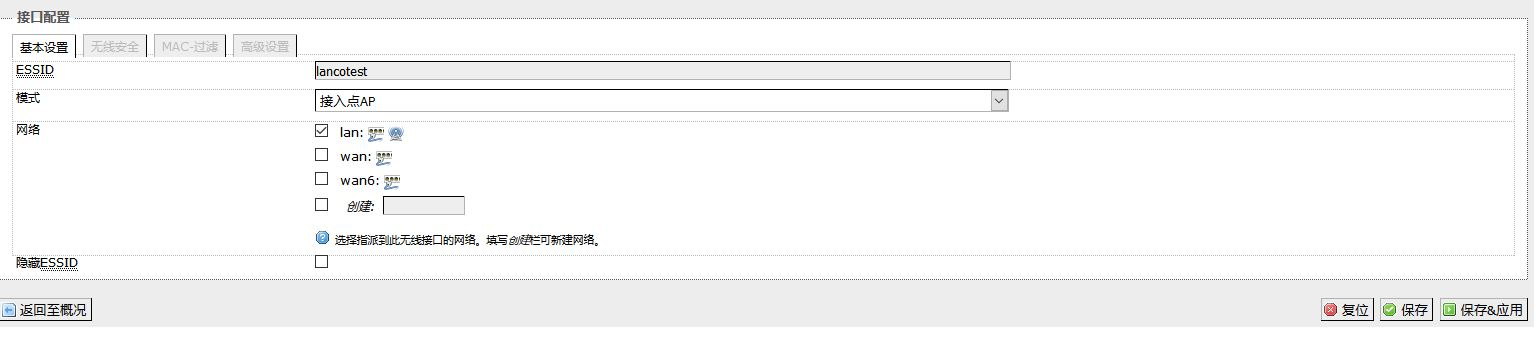 接口配置
基本设置 无线安全 MAC-过滤 高级设置
ESSID lancotest
模式 接入点AP
网络 lan:
wan:
wan6:
创建:
选择指派到此无线接口的网络。填写创建栏可新建网络。
隐藏ESSID
返回至概况 复位 保存 保存&应用